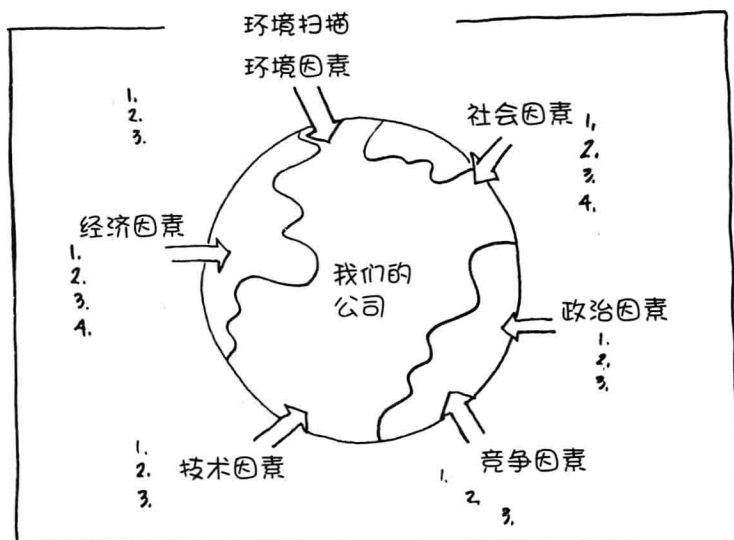 环境扫描
环境因素
1.
2.
3.
社会因素
1.
2.
3.
4.
经济因素
1.
2.
3.
4.
我们的
公司
政治因素
1.
2.
3.
技术因素
1.
2.
3.
竞争因素
1.
2.
3.